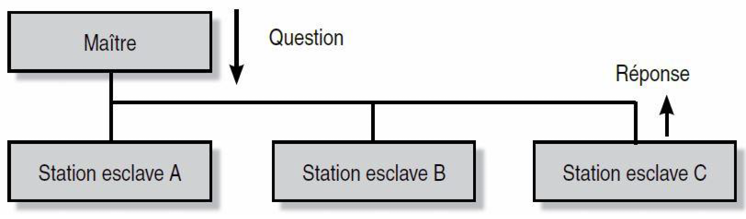 Maître
Question
Réponse
Station esclave A
Station esclave B
Station esclave C